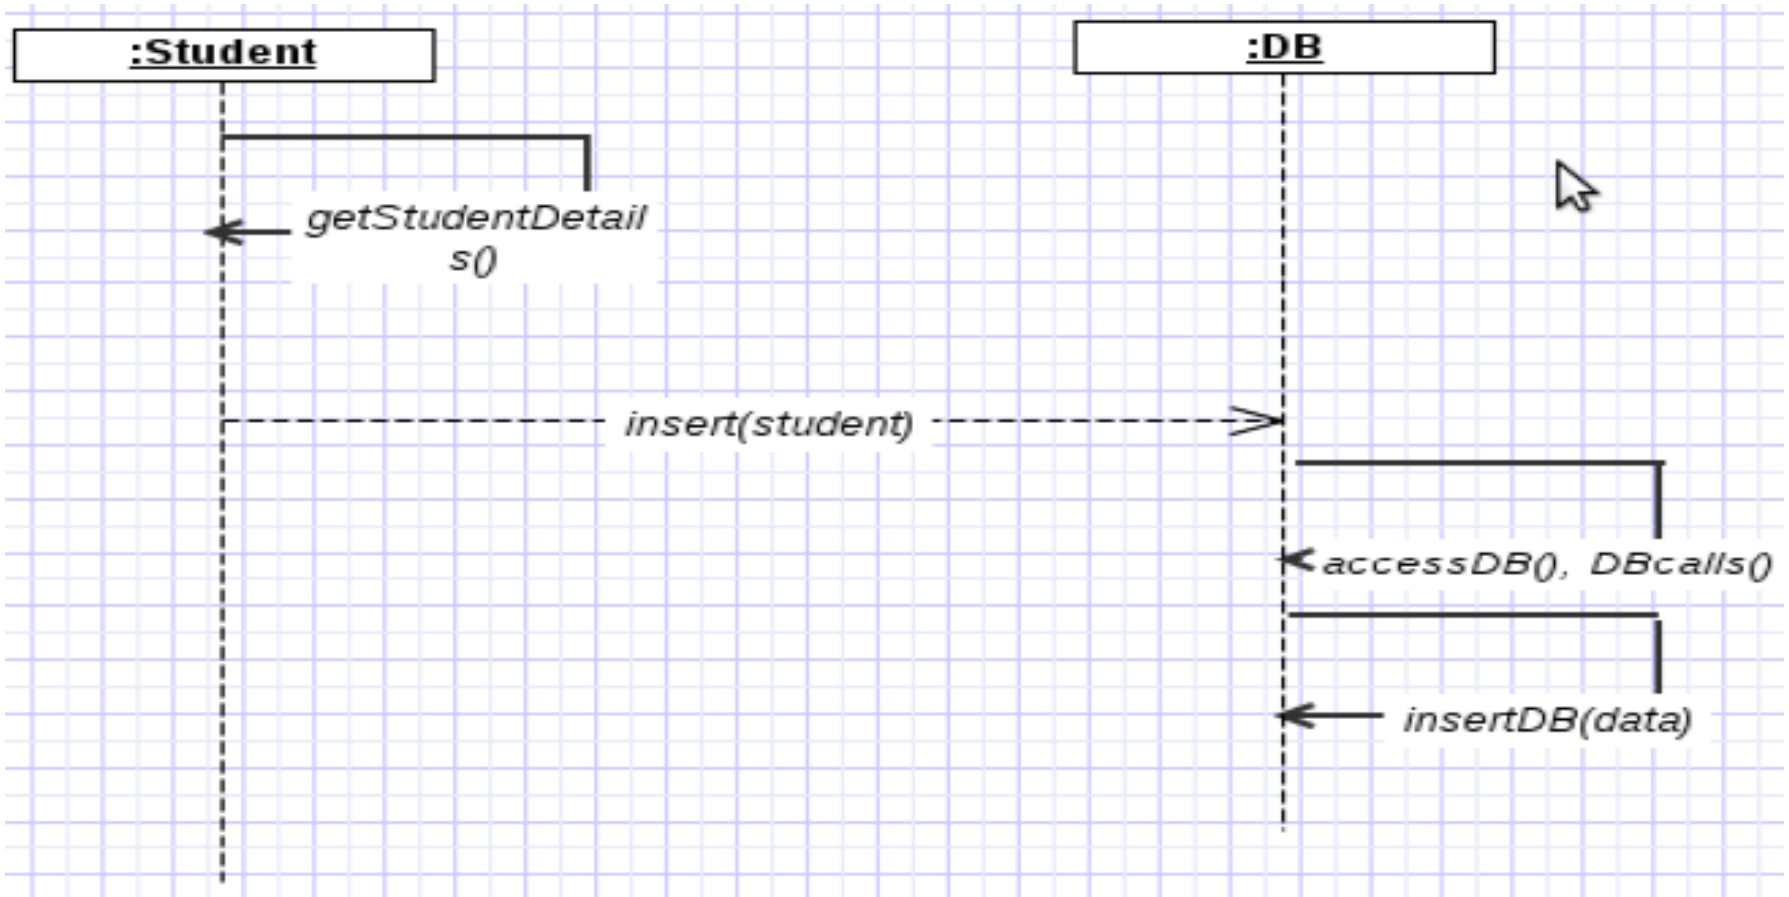 :Student
:DB
getStudentDetail
s()
insert(student)
accessDB(), DBcalls()
insertDB(data)